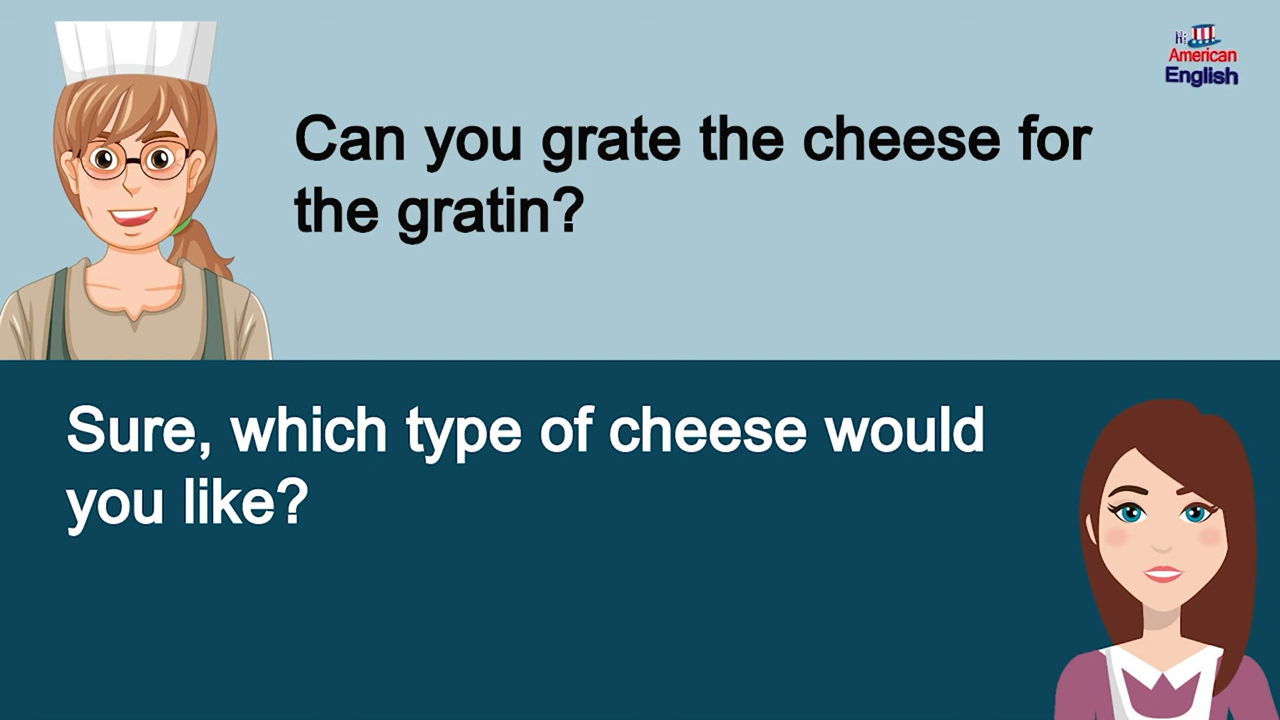 Hi
American
English
Can you grate the cheese for
the gratin?
Sure, which type of cheese would
you like?